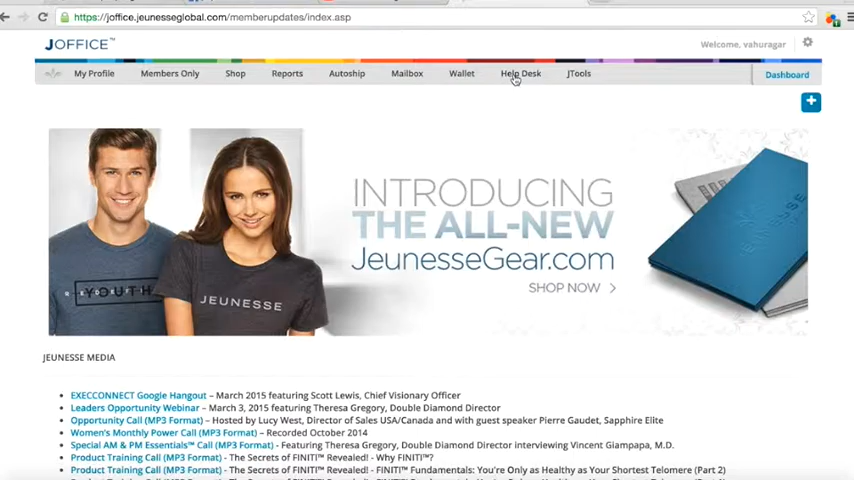 https://joffice.jeunesseglobal.com/memberupdates/index.asp
JOFFICE™
Welcome, vahuragar
My Profile Members Only Shop Reports Autoship Mailbox Wallet Help Desk JTools Dashboard
INTRODUCING
THE ALL-NEW
JeunesseGear.com
SHOP NOW >
YOUTH
JEUNESSE
JEUNESSE MEDIA
EXECCONNECT Google Hangout – March 2015 featuring Scott Lewis, Chief Visionary Officer
Leaders Opportunity Webinar – March 3, 2015 featuring Theresa Gregory, Double Diamond Director
Opportunity Call (MP3 Format) – Hosted by Lucy West, Director of Sales USA/Canada and with guest speaker Pierre Gaudet, Sapphire Elite
Women's Monthly Power Call (MP3 Format) – Recorded October 2014
Special AM & PM Essentials™ Call (MP3 Format) - Featuring Theresa Gregory, Double Diamond Director interviewing Vincent Giampapa, M.D.
Product Training Call (MP3 Format) - The Secrets of FINITI™ Revealed! - Why FINITI™?
Product Training Call (MP3 Format) - The Secrets of FINITI™ Revealed! - FINITI™ Fundamentals: You're Only as Healthy as Your Shortest Telomere (Part 2)